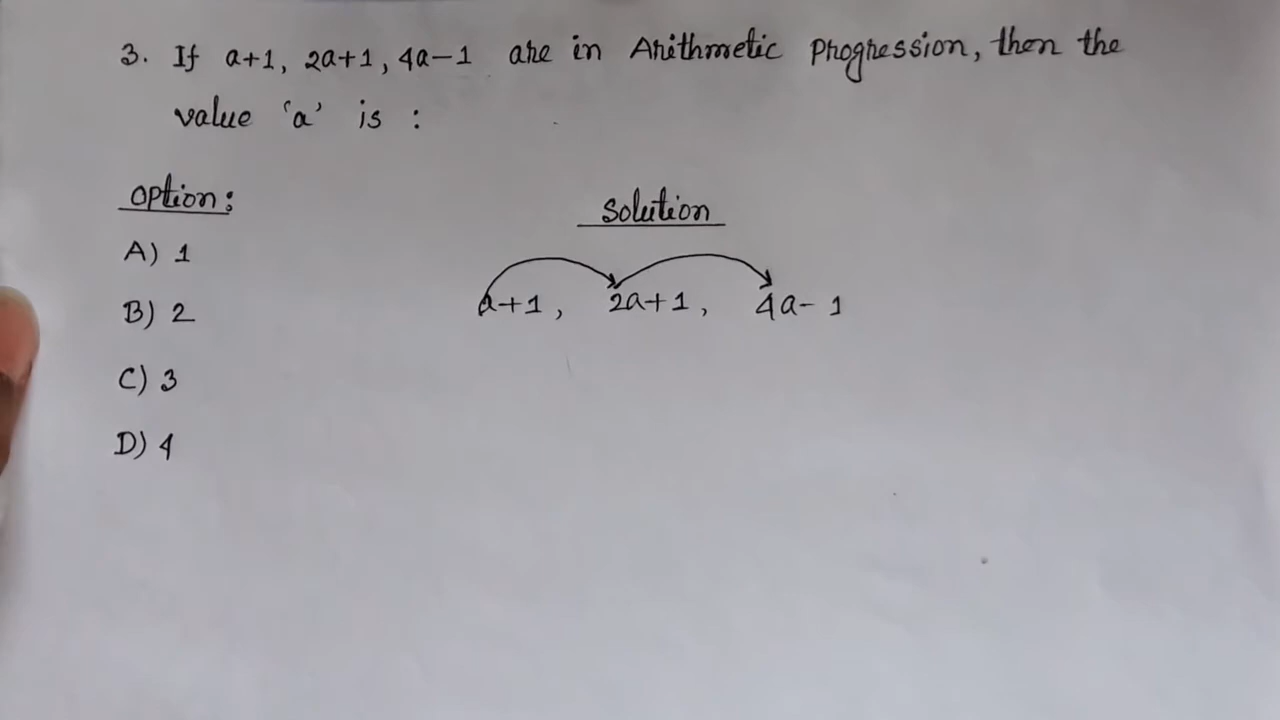 3. If a+1, 2a+1, 4a-1 are in Arithmetic Progression, then the
value 'a' is :
option:
Solution
A) 1
a+1, 2a+1, 4a-1
B) 2
C) 3
D) 4